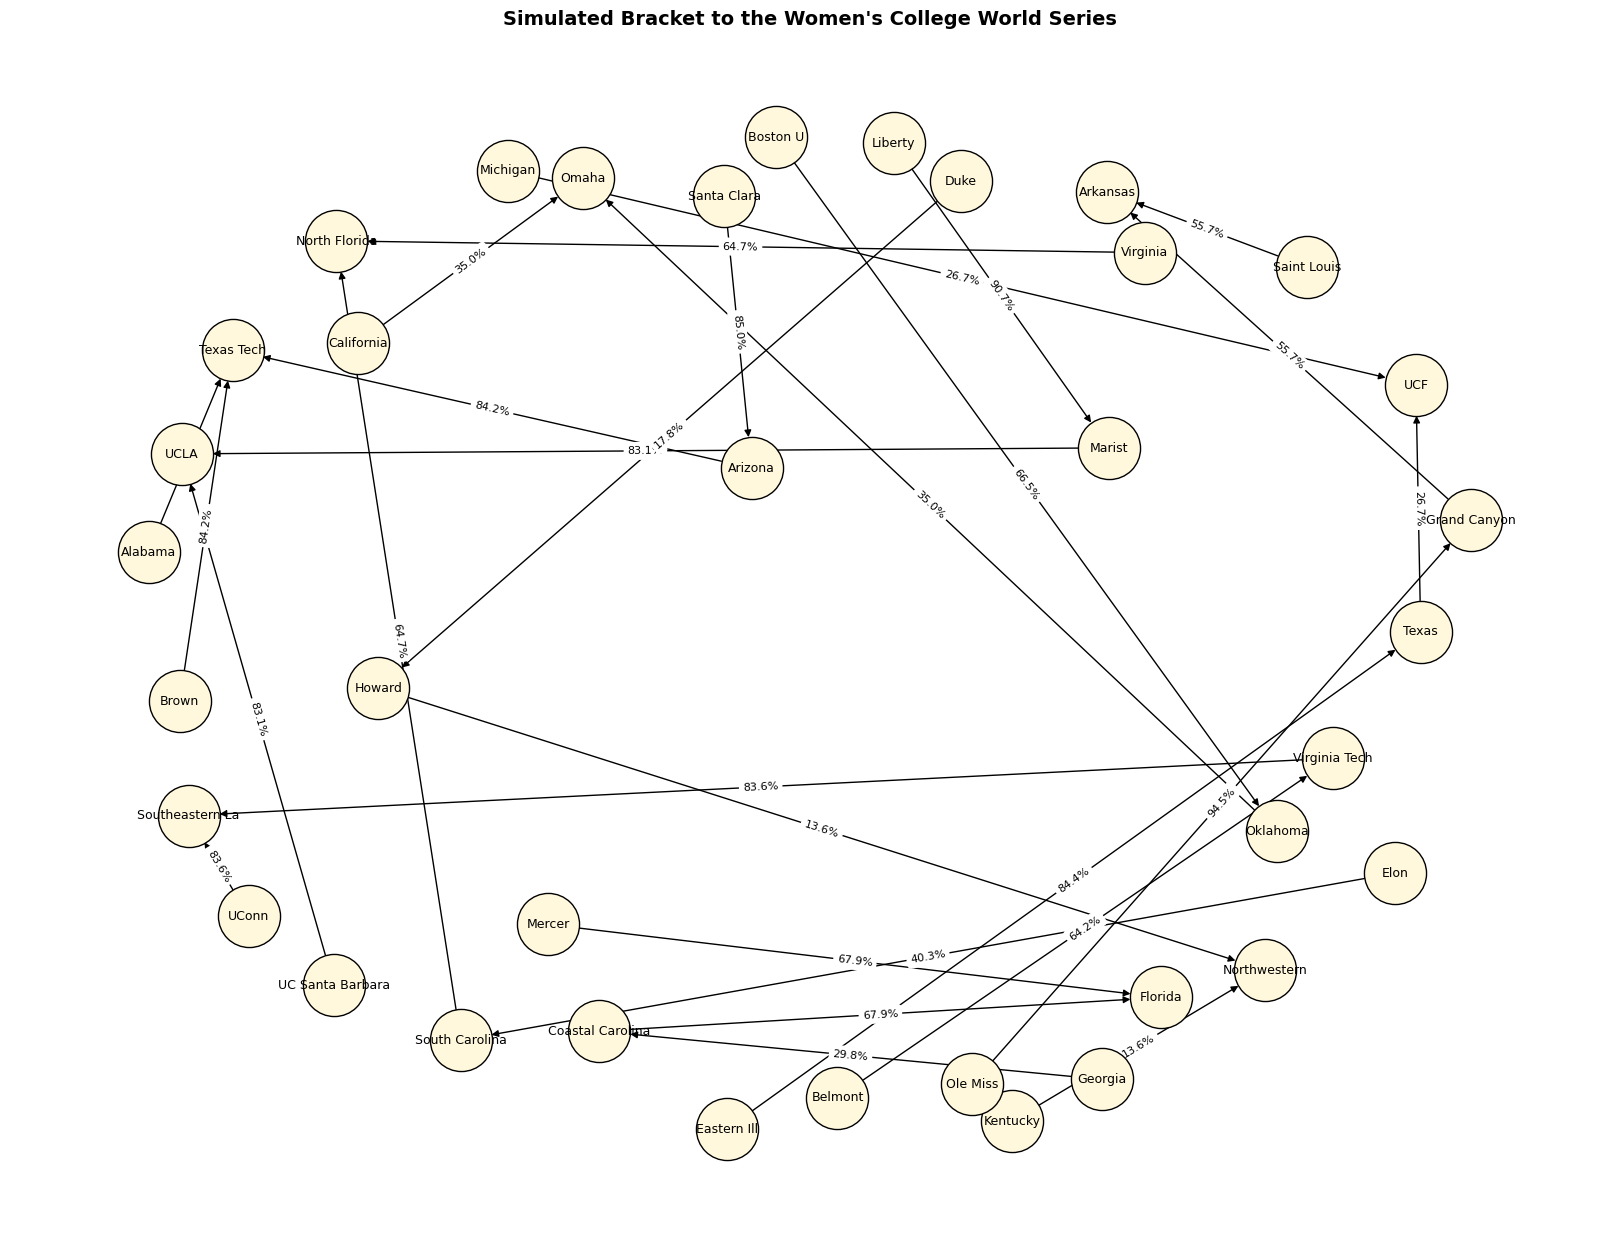 Simulated Bracket to the Women's College World Series
Boston U
Liberty
Michigan
Omaha
Duke
Santa Clara
Arkansas
55.7%
North Florida
64.7%
Virginia
35.0%
Saint Louis
26.7%
90.7%
85.0%
California
Texas Tech
55.7%
UCF
84.2%
17.8%
UCLA
83.1
Marist
Arizona
66.5%
35.0%
26.7%
Grand Canyon
84.2%
Alabama
64.7%
Texas
Howard
Brown
83.1%
Virginia Tech
83.6%
94.5%
Southeastern La
13.6%
Oklahoma
83.6%
84.4%
Elon
UConn
Mercer
64.2%
40.3%
67.9%
Northwestern
UC Santa Barbara
Florida
67.9%
Coastal Carolina
South Carolina
13.6%
29.8%
Georgia
Ole Miss
Belmont
Kentucky
Eastern Ill